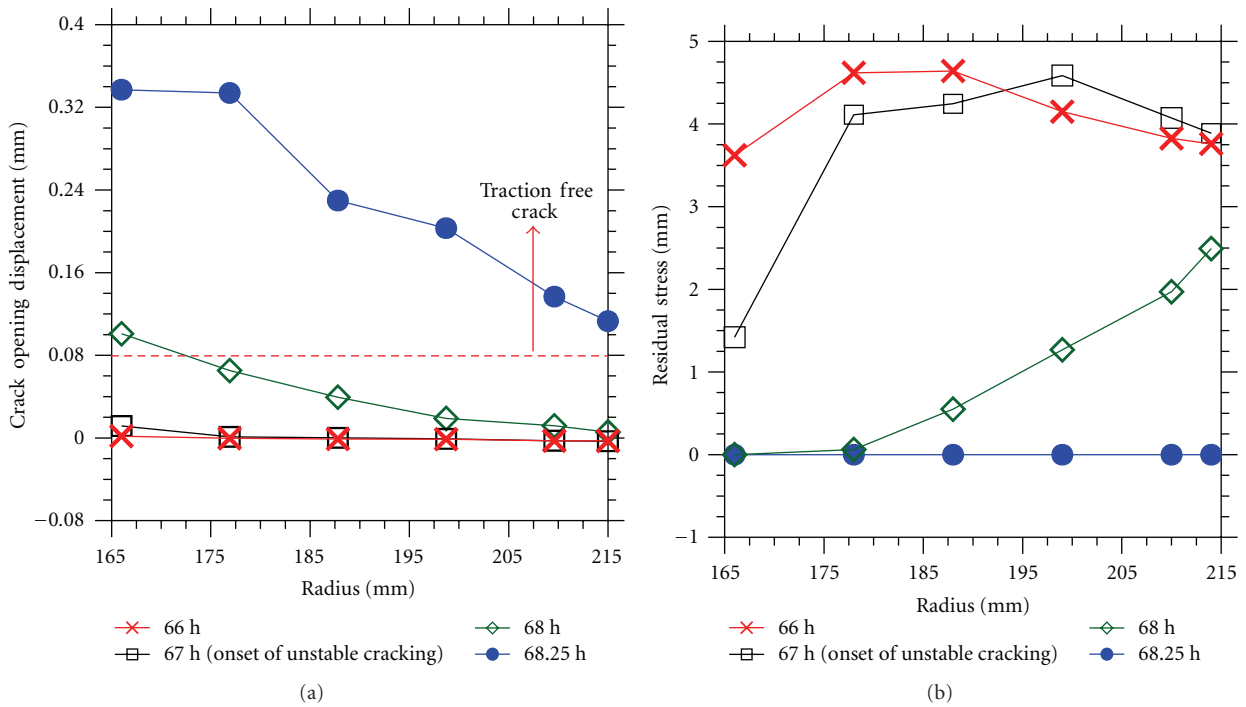 0.4
0.32
0.24
0.16
0.08
0
−0.08
Crack opening displacement (mm)
Traction free
crack
165
175
185
195
205
215
Radius (mm)
66 h
67 h (onset of unstable cracking)
68 h
68.25 h
(a)
5
4
3
2
1
0
−1
Residual stress (mm)
165
175
185
195
205
215
Radius (mm)
66 h
67 h (onset of unstable cracking)
68 h
68.25 h
(b)